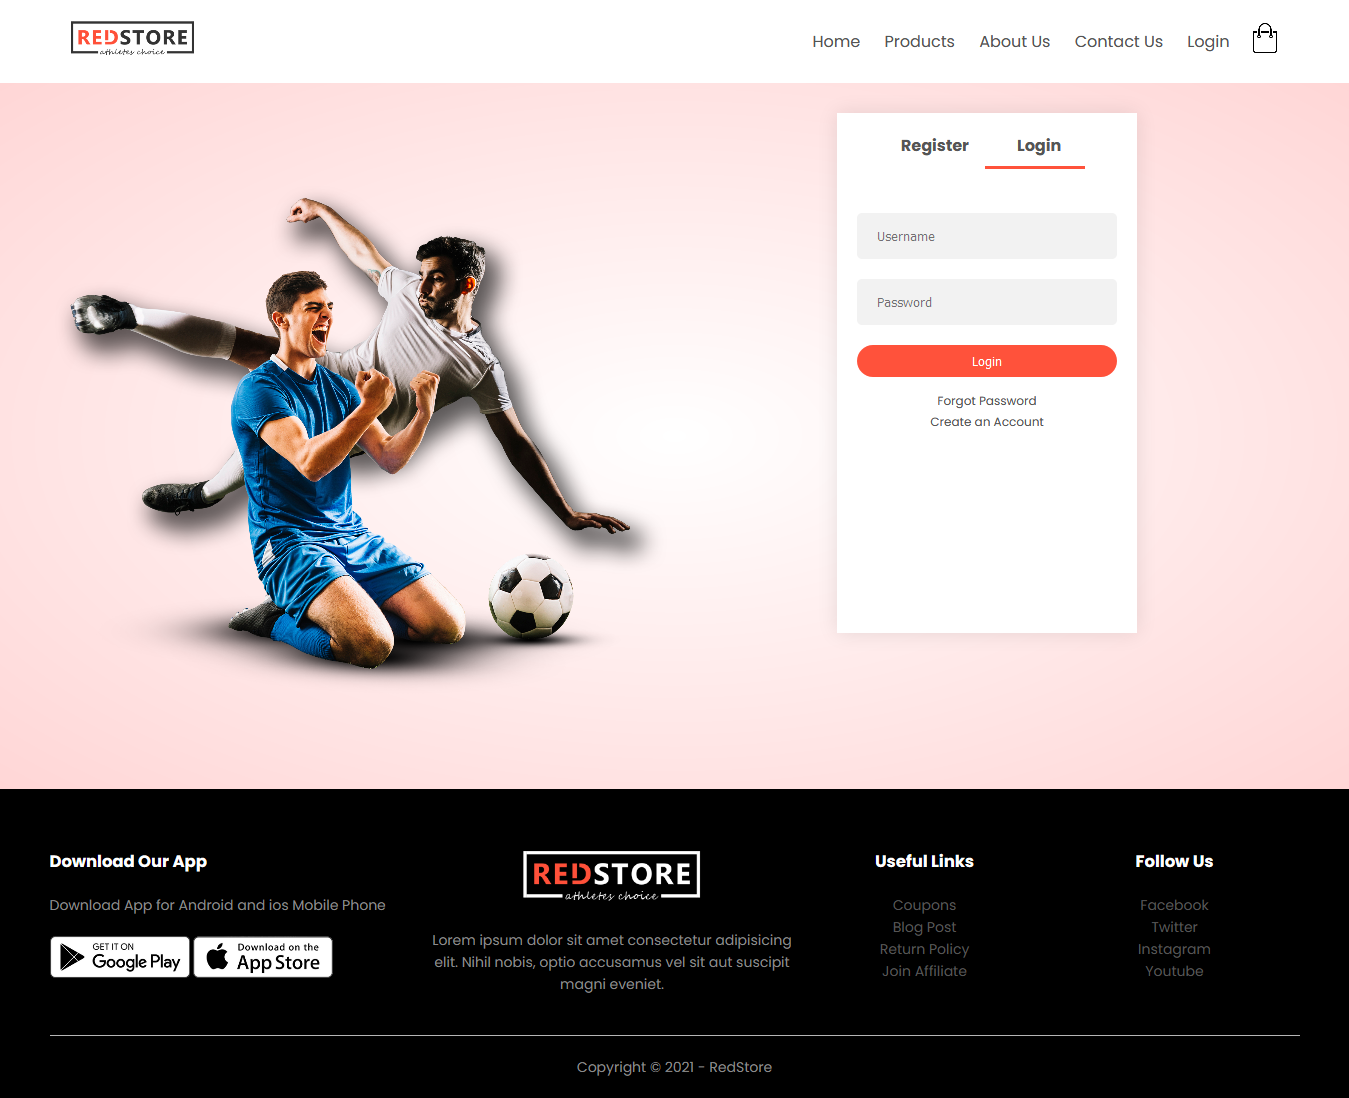 REDSTORE
athletes choice
Home Products About Us Contact Us Login
Register Login
Username
Password
Login
Forgot Password
Create an Account
Download Our App
Download App for Android and ios Mobile Phone
GET IT ON
Google Play
Download on the
App Store
REDSTORE
athletes choice
Lorem ipsum dolor sit amet consectetur adipisicing
elit. Nihil nobis, optio accusamus vel sit aut suscipit
magni eveniet.
Useful Links
Coupons
Blog Post
Return Policy
Join Affiliate
Follow Us
Facebook
Twitter
Instagram
Youtube
Copyright © 2021 - RedStore